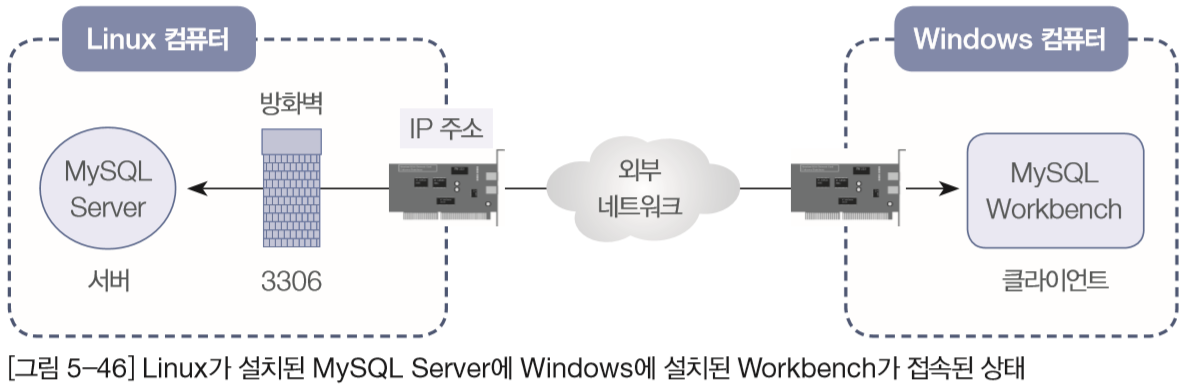 Linux 컴퓨터
Windows 컴퓨터
방화벽
IP 주소
MySQL
Server
외부
네트워크
MySQL
Workbench
서버
3306
클라이언트
[그림 5-46] Linux가 설치된 MySQL Server에 Windows에 설치된 Workbench가 접속된 상태